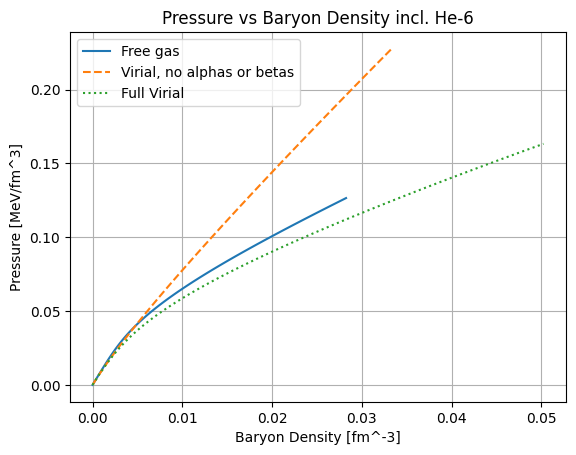 Pressure vs Baryon Density incl. He-6
Free gas
Virial, no alphas or betas
Full Virial
Pressure [MeV/fm^3]
0.20
0.15
0.10
0.05
0.00
0.00 0.01 0.02 0.03 0.04 0.05
Baryon Density [fm^-3]